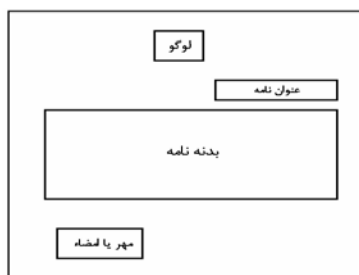 لوگو
عنوان نامه
بدنه نامه
مهر یا امضاء